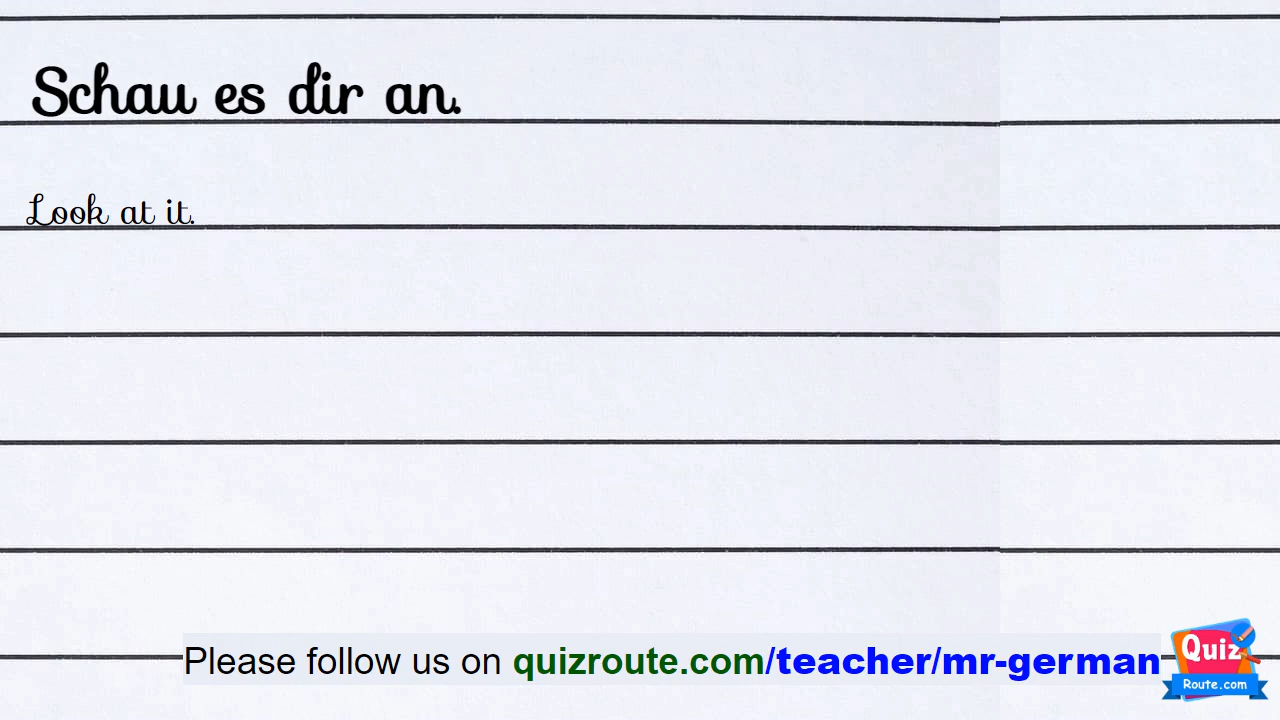 Schau es dir an.
Look at it.
Please follow us on quizroute.com/teacher/mr-german
Quiz
Route.com